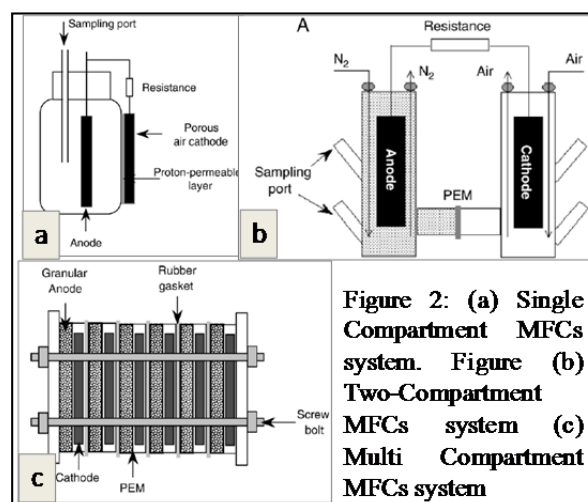 Sampling port
Resistance
Porous
air cathode
Proton-permeable
layer
Anode
a
A
Resistance
N₂
N₂
Air
Air
Anode
Cathode
Sampling
port
PEM
b
Granular
Anode
Rubber
gasket
Screw
bolt
Cathode
PEM
c
Figure 2: (a) Single
Compartment MFCs
system. Figure (b)
Two-Compartment
MFCs system (c)
Multi Compartment
MFCs system